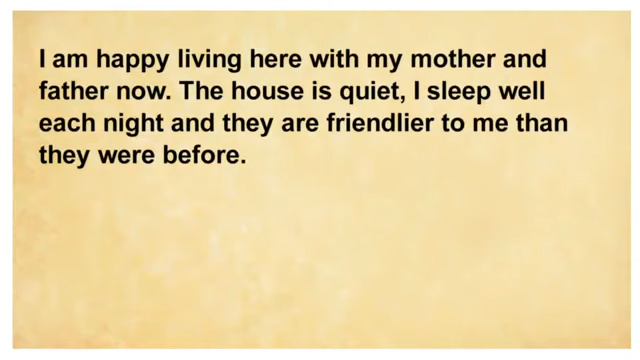 I am happy living here with my mother and
father now. The house is quiet, I sleep well
each night and they are friendlier to me than
they were before.